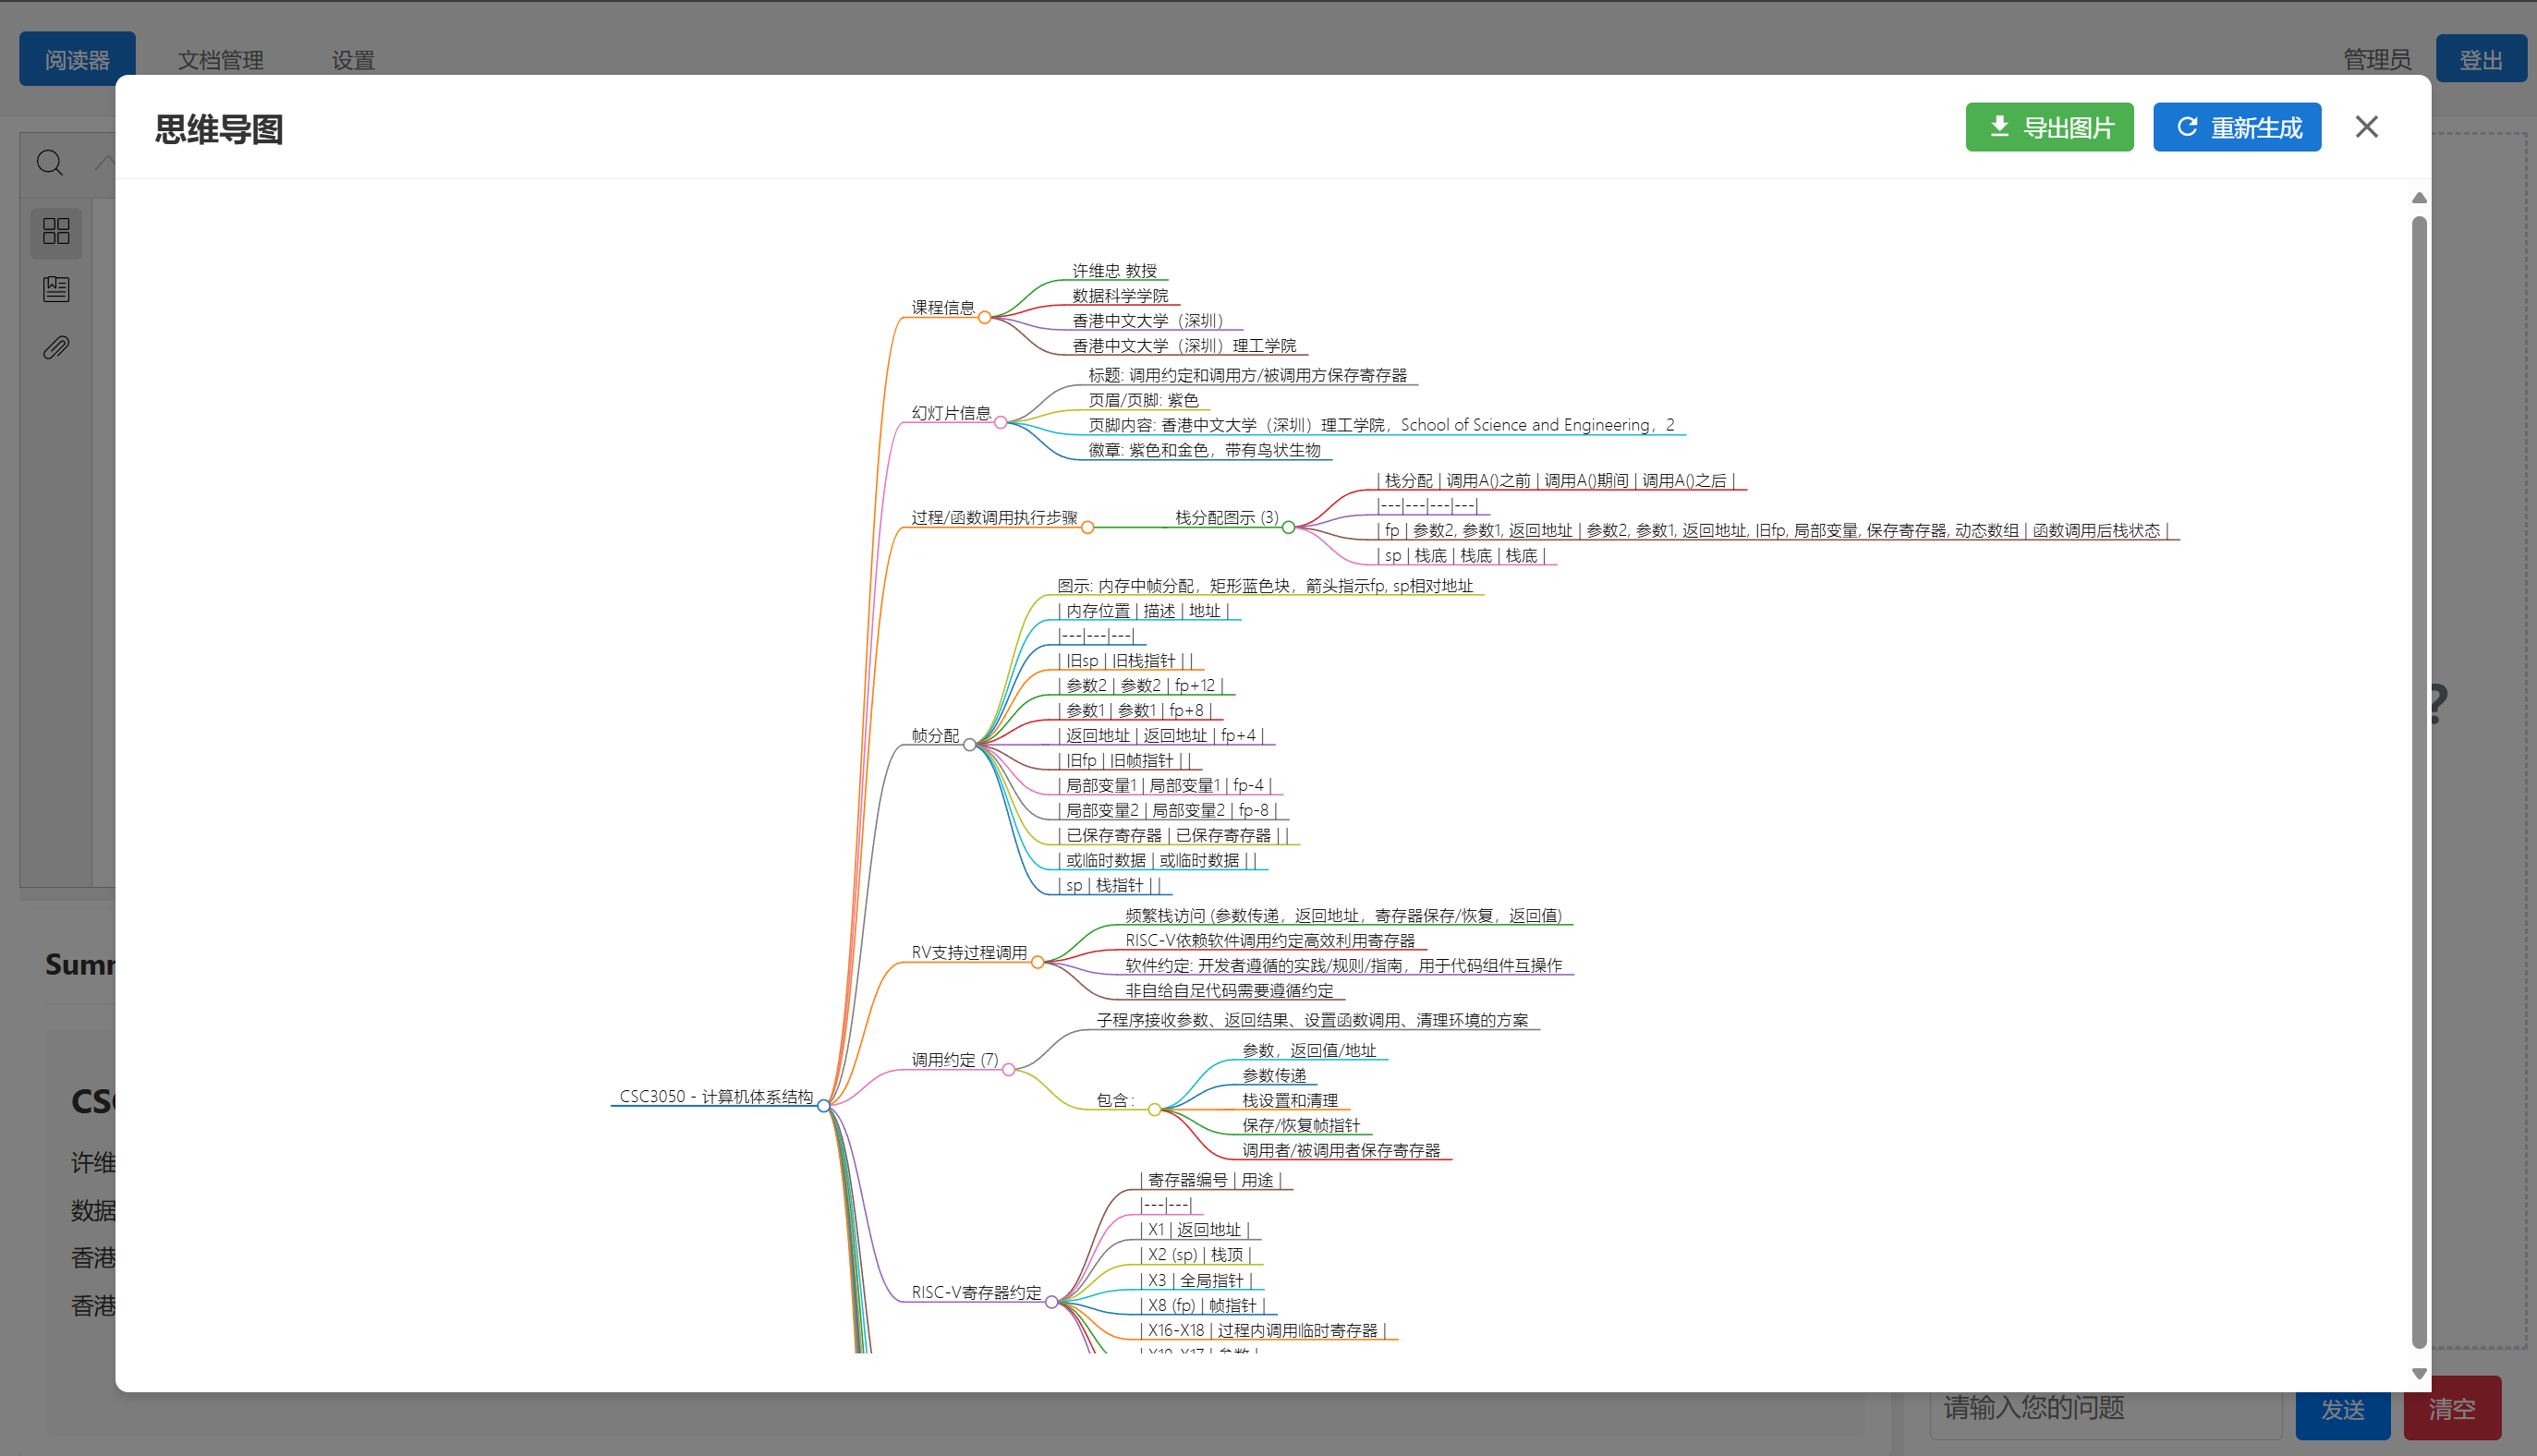 阅读器
文档管理
设置
管理员
登出
思维导图
导出图片
重新生成
许维忠 教授
课程信息
数据科学学院
香港中文大学（深圳）
香港中文大学（深圳）理工学院
标题: 调用约定和调用方/被调用方保存寄存器
幻灯片信息
页眉/页脚: 紫色
页脚内容: 香港中文大学（深圳）理工学院，School of Science and Engineering，2
徽章: 紫色和金色，带有鸟状生物
| 栈分配 | 调用A()之前 | 调用A()期间 | 调用A()之后 |
|---|---|---|---|
过程/函数调用执行步骤
栈分配图示 (3)
| fp | 参数2, 参数1, 返回地址 | 参数2, 参数1, 返回地址, 旧fp, 局部变量, 保存寄存器, 动态数组 | 函数调用后栈状态 |
| sp | 栈底 | 栈底 | 栈底 |
图示: 内存中帧分配，矩形蓝色块，箭头指示fp, sp相对地址
| 内存位置 | 描述 | 地址 |
|---|---|---|
| 旧sp | 旧栈指针 | |
| 参数2 | 参数2 | fp+12 |
| 参数1 | 参数1 | fp+8 |
帧分配
| 返回地址 | 返回地址 | fp+4 |
| 旧fp | 旧帧指针 | |
| 局部变量1 | 局部变量1 | fp-4 |
| 局部变量2 | 局部变量2 | fp-8 |
| 已保存寄存器 | 已保存寄存器 | |
| 或临时数据 | 或临时数据 | |
| sp | 栈指针 | |
频繁栈访问 (参数传递，返回地址，寄存器保存/恢复，返回值)
RV支持过程调用
RISC-V依赖软件调用约定高效利用寄存器
软件约定: 开发者遵循的实践/规则/指南，用于代码组件互操作
非自给自足代码需要遵循约定
子程序接收参数、返回结果、设置函数调用、清理环境的方案
调用约定 (7)
参数，返回值/地址
参数传递
包含：
栈设置和清理
保存/恢复帧指针
调用者/被调用者保存寄存器
CSC3050 - 计算机体系结构
| 寄存器编号 | 用途 |
|---|---|
| X1 | 返回地址 |
| X2 (sp) | 栈顶 |
| X3 | 全局指针 |
RISC-V寄存器约定
| X8 (fp) | 帧指针 |
| X16-X18 | 过程内调用临时寄存器 |
Summ
CSC
许维
数据
香港
香港
?
请输入您的问题
发送
清空